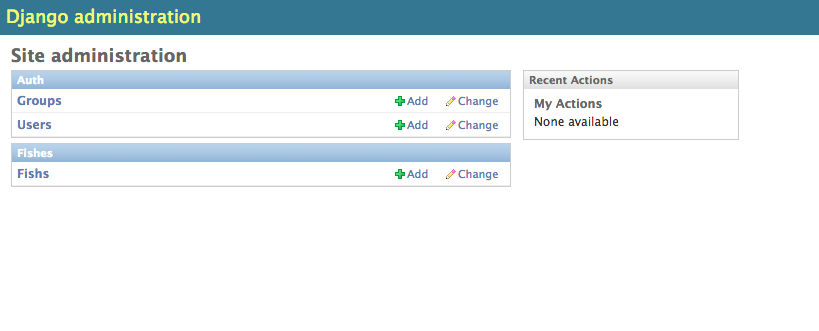 Django administration
Site administration
Auth
Groups Add Change
Users Add Change
Fishes
Fishs Add Change
Recent Actions
My Actions
None available